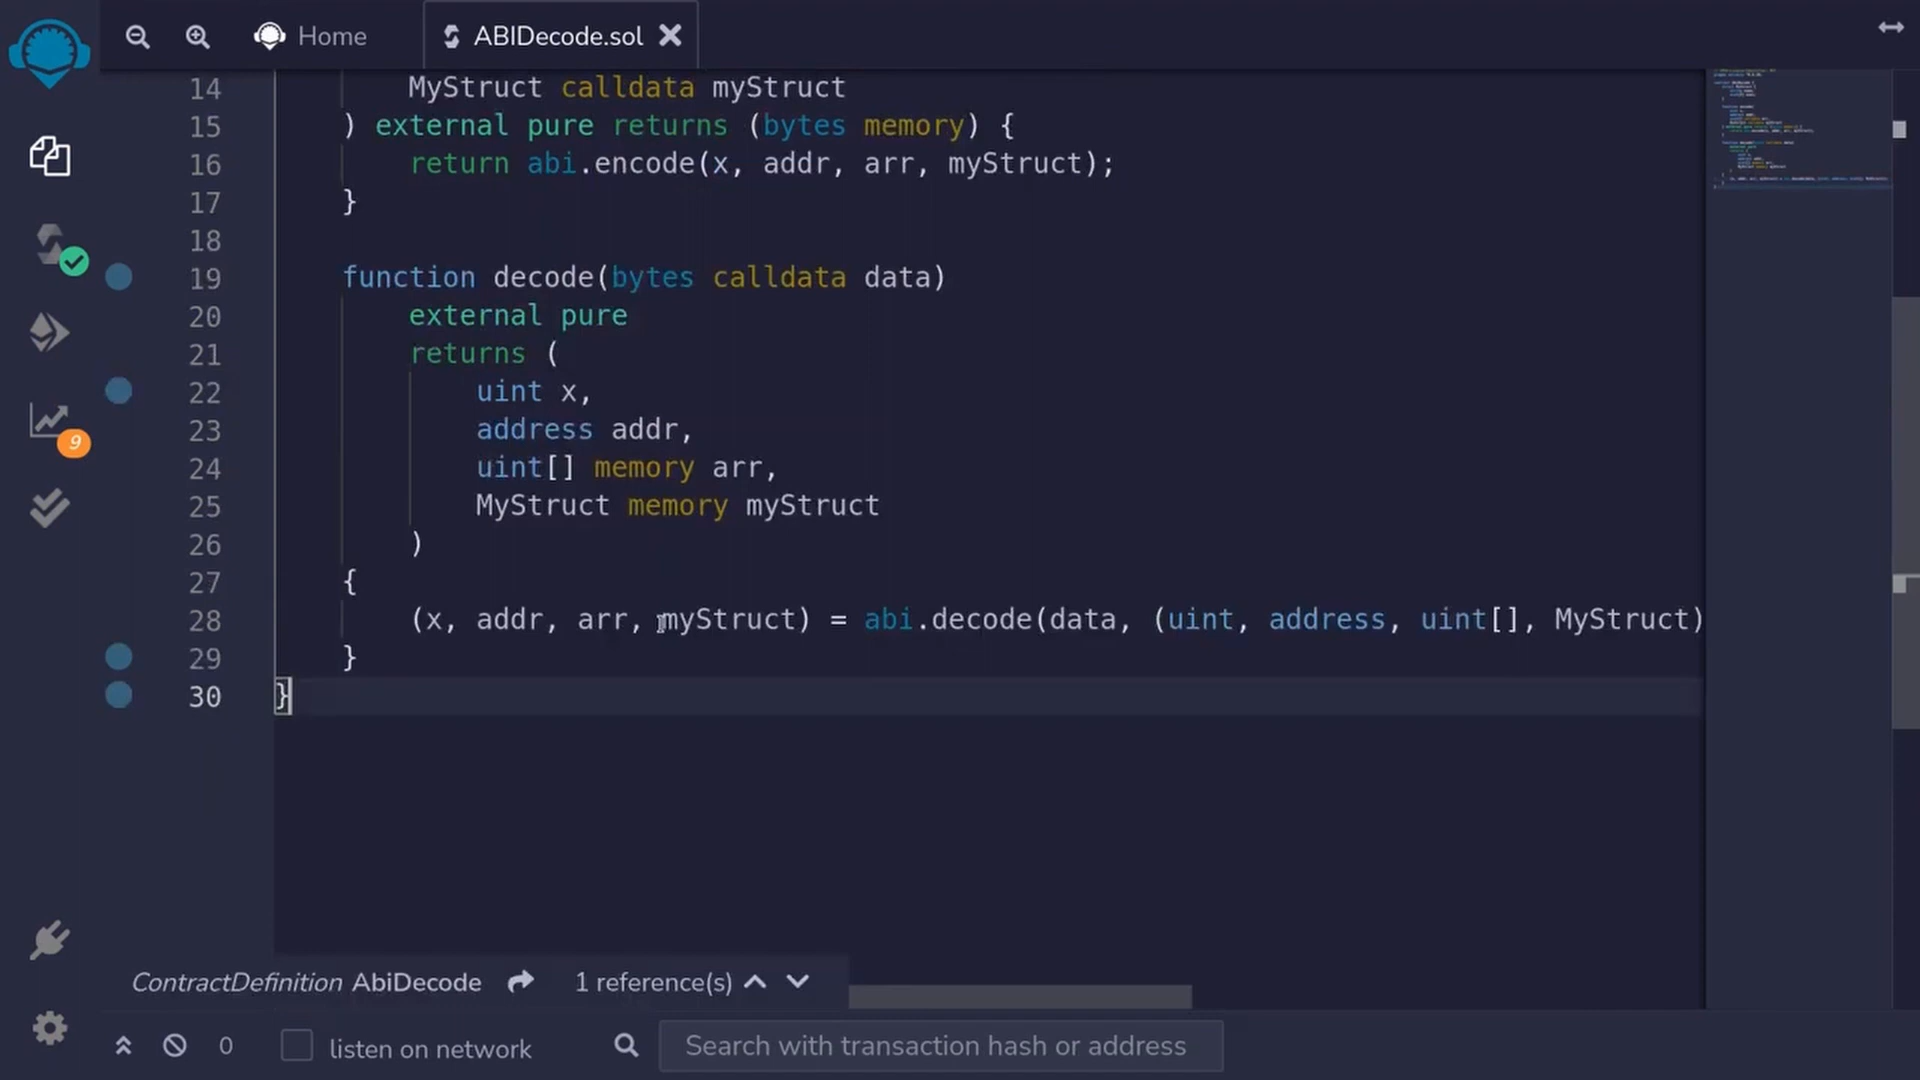 Home
ABIDecode.sol
14 MyStruct calldata myStruct
15 ) external pure returns (bytes memory) {
16 return abi.encode(x, addr, arr, myStruct);
17 }
18
19 function decode(bytes calldata data)
20 external pure
21 returns (
22 uint x,
23 address addr,
24 uint[] memory arr,
25 MyStruct memory myStruct
26 )
27 {
28 (x, addr, arr, myStruct) = abi.decode(data, (uint, address, uint[], MyStruct)
29 }
30 }
9
ContractDefinition AbiDecode 1 reference(s)
0 listen on network Search with transaction hash or address